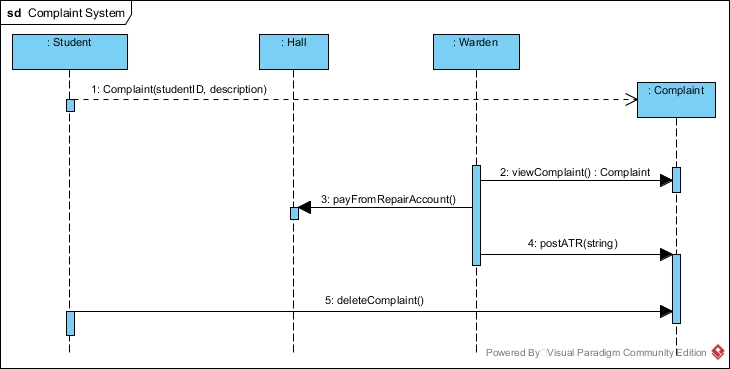 sd Complaint System
: Student
: Hall
: Warden
: Complaint
1: Complaint(studentID, description)
2: viewComplaint() : Complaint
3: payFromRepairAccount()
4: postATR(string)
5: deleteComplaint()
Powered By Visual Paradigm Community Edition